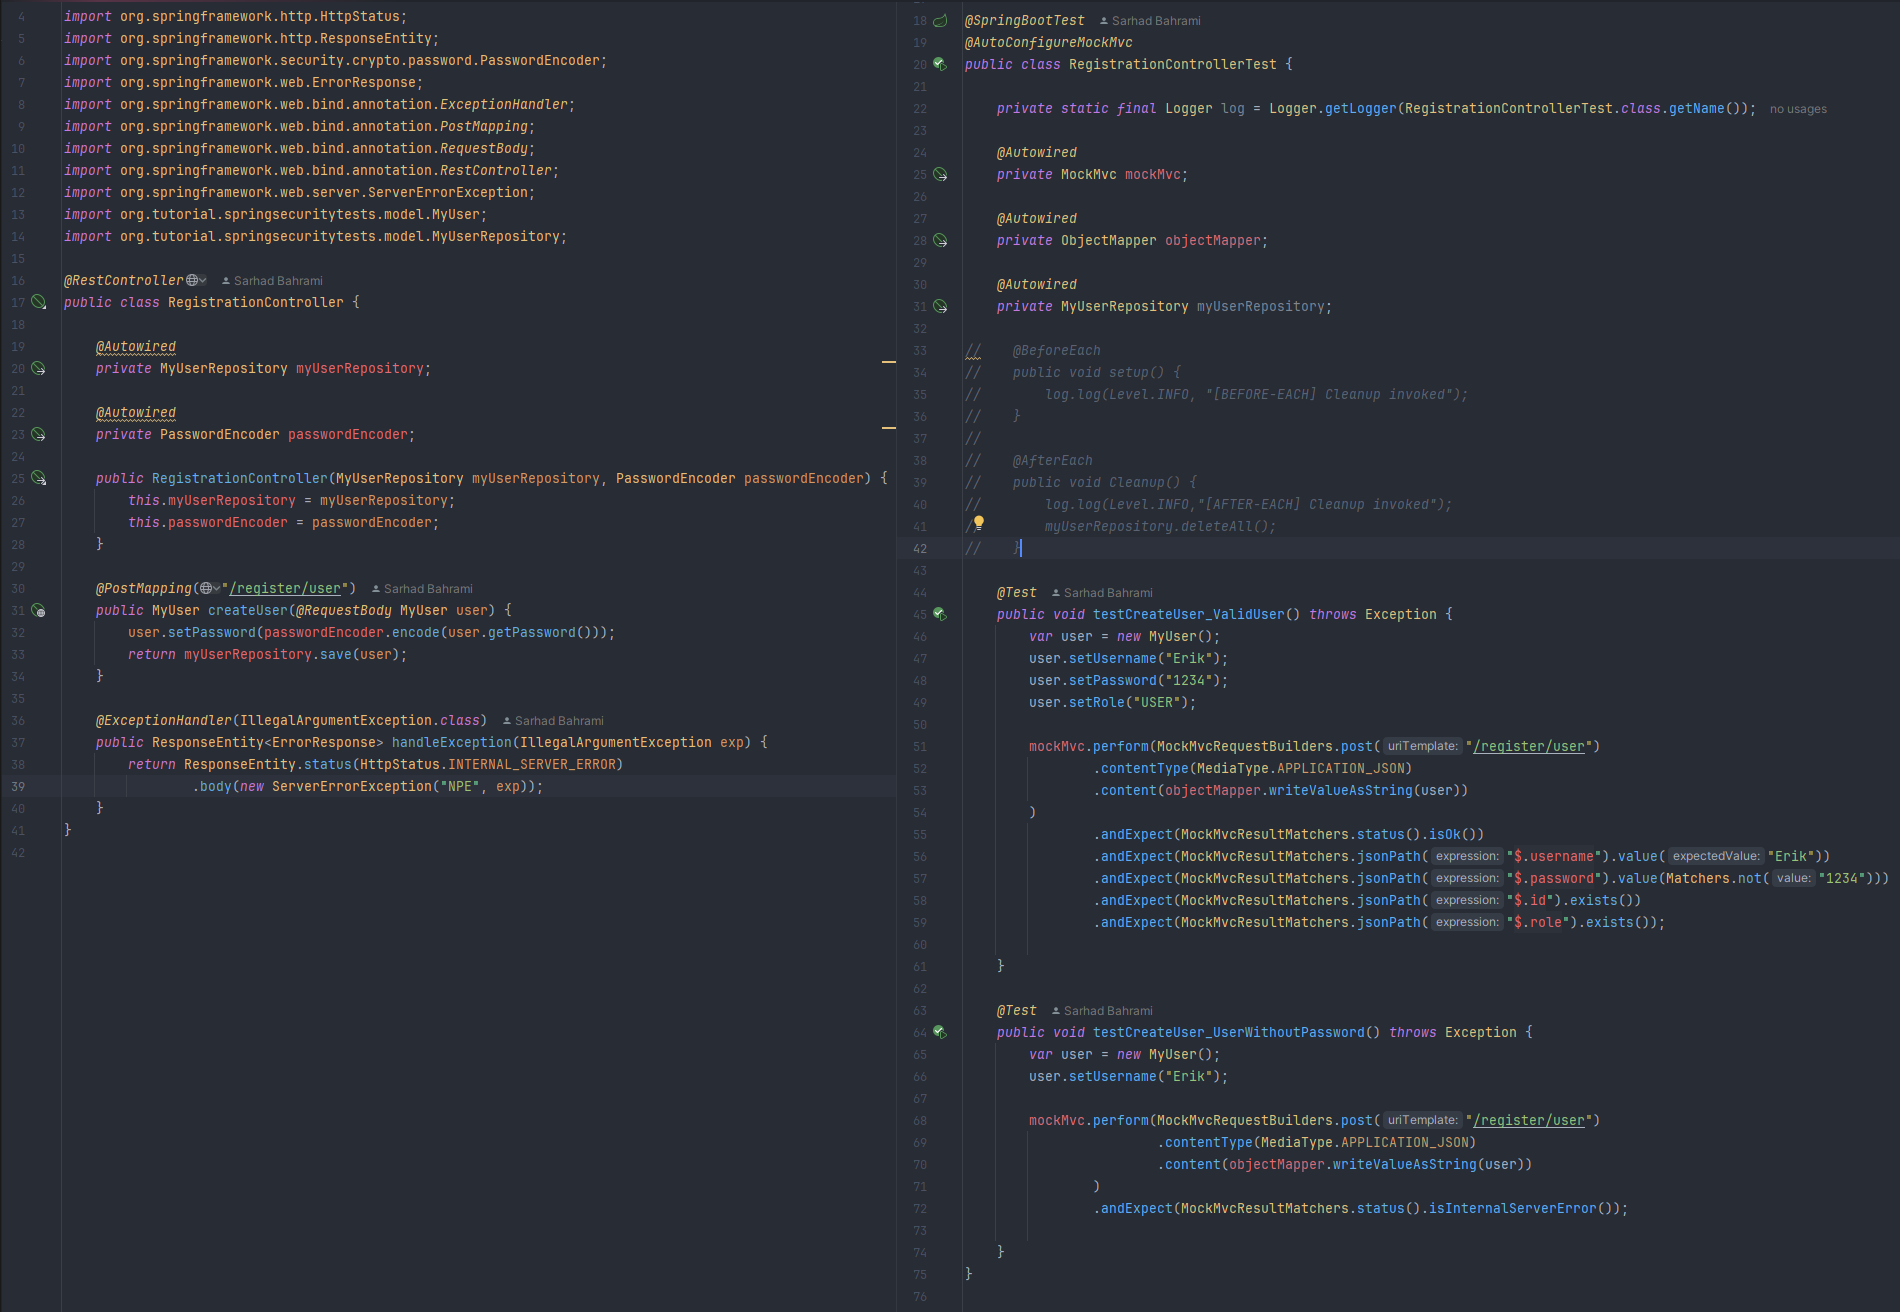 4 import org.springframework.http.HttpStatus;
5 import org.springframework.http.ResponseEntity;
6 import org.springframework.security.crypto.password.PasswordEncoder;
7 import org.springframework.web.ErrorResponse;
8 import org.springframework.web.bind.annotation.ExceptionHandler;
9 import org.springframework.web.bind.annotation.PostMapping;
10 import org.springframework.web.bind.annotation.RequestBody;
11 import org.springframework.web.bind.annotation.RestController;
12 import org.springframework.web.server.ServerErrorException;
13 import org.tutorial.springsecuritytests.model.MyUser;
14 import org.tutorial.springsecuritytests.model.MyUserRepository;
15
16 @RestController Sarhad Bahrami
17 public class RegistrationController {
18
19 @Autowired
20 private MyUserRepository myUserRepository;
21
22 @Autowired
23 private PasswordEncoder passwordEncoder;
24
25 public RegistrationController(MyUserRepository myUserRepository, PasswordEncoder passwordEncoder) {
26 this.myUserRepository = myUserRepository;
27 this.passwordEncoder = passwordEncoder;
28 }
29
30 @PostMapping("/register/user") Sarhad Bahrami
31 public MyUser createUser(@RequestBody MyUser user) {
32 user.setPassword(passwordEncoder.encode(user.getPassword()));
33 return myUserRepository.save(user);
34 }
35
36 @ExceptionHandler(IllegalArgumentException.class) Sarhad Bahrami
37 public ResponseEntity<ErrorResponse> handleException(IllegalArgumentException exp) {
38 return ResponseEntity.status(HttpStatus.INTERNAL_SERVER_ERROR)
39 .body(new ServerErrorException("NPE", exp));
40 }
41 }
42
18 @SpringBootTest Sarhad Bahrami
19 @AutoConfigureMockMvc
20 public class RegistrationControllerTest {
21
22 private static final Logger log = Logger.getLogger(RegistrationControllerTest.class.getName()); no usages
23
24 @Autowired
25 private MockMvc mockMvc;
26
27 @Autowired
28 private ObjectMapper objectMapper;
29
30 @Autowired
31 private MyUserRepository myUserRepository;
32
33 // @BeforeEach
34 // public void setup() {
35 // log.log(Level.INFO, "[BEFORE-EACH] Cleanup invoked");
36 // }
37 //
38 // @AfterEach
39 // public void Cleanup() {
40 // log.log(Level.INFO,"[AFTER-EACH] Cleanup invoked");
41 / myUserRepository.deleteAll();
42 // }
43
44 @Test Sarhad Bahrami
45 public void testCreateUser_ValidUser() throws Exception {
46 var user = new MyUser();
47 user.setUsername("Erik");
48 user.setPassword("1234");
49 user.setRole("USER");
50
51 mockMvc.perform(MockMvcRequestBuilders.post( uriTemplate: "/register/user")
52 .contentType(MediaType.APPLICATION_JSON)
53 .content(objectMapper.writeValueAsString(user))
54 )
55 .andExpect(MockMvcResultMatchers.status().isOk())
56 .andExpect(MockMvcResultMatchers.jsonPath( expression: "$.username").value( expectedValue: "Erik"))
57 .andExpect(MockMvcResultMatchers.jsonPath( expression: "$.password").value(Matchers.not( value: "1234")))
58 .andExpect(MockMvcResultMatchers.jsonPath( expression: "$.id").exists())
59 .andExpect(MockMvcResultMatchers.jsonPath( expression: "$.role").exists());
60
61 }
62
63 @Test Sarhad Bahrami
64 public void testCreateUser_UserWithoutPassword() throws Exception {
65 var user = new MyUser();
66 user.setUsername("Erik");
67
68 mockMvc.perform(MockMvcRequestBuilders.post( uriTemplate: "/register/user")
69 .contentType(MediaType.APPLICATION_JSON)
70 .content(objectMapper.writeValueAsString(user))
71 )
72 .andExpect(MockMvcResultMatchers.status().isInternalServerError());
73
74 }
75 }
76